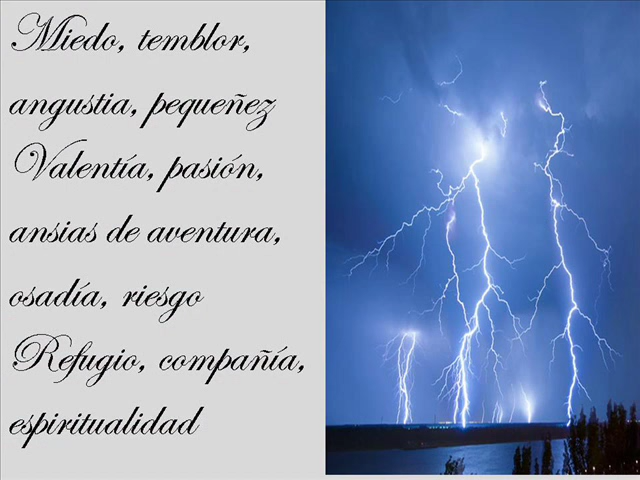 Miedo, temblor,
angustia, pequeñez
Valentía, pasión,
ansias de aventura,
osadía, riesgo
Refugio, compañía,
espiritualidad